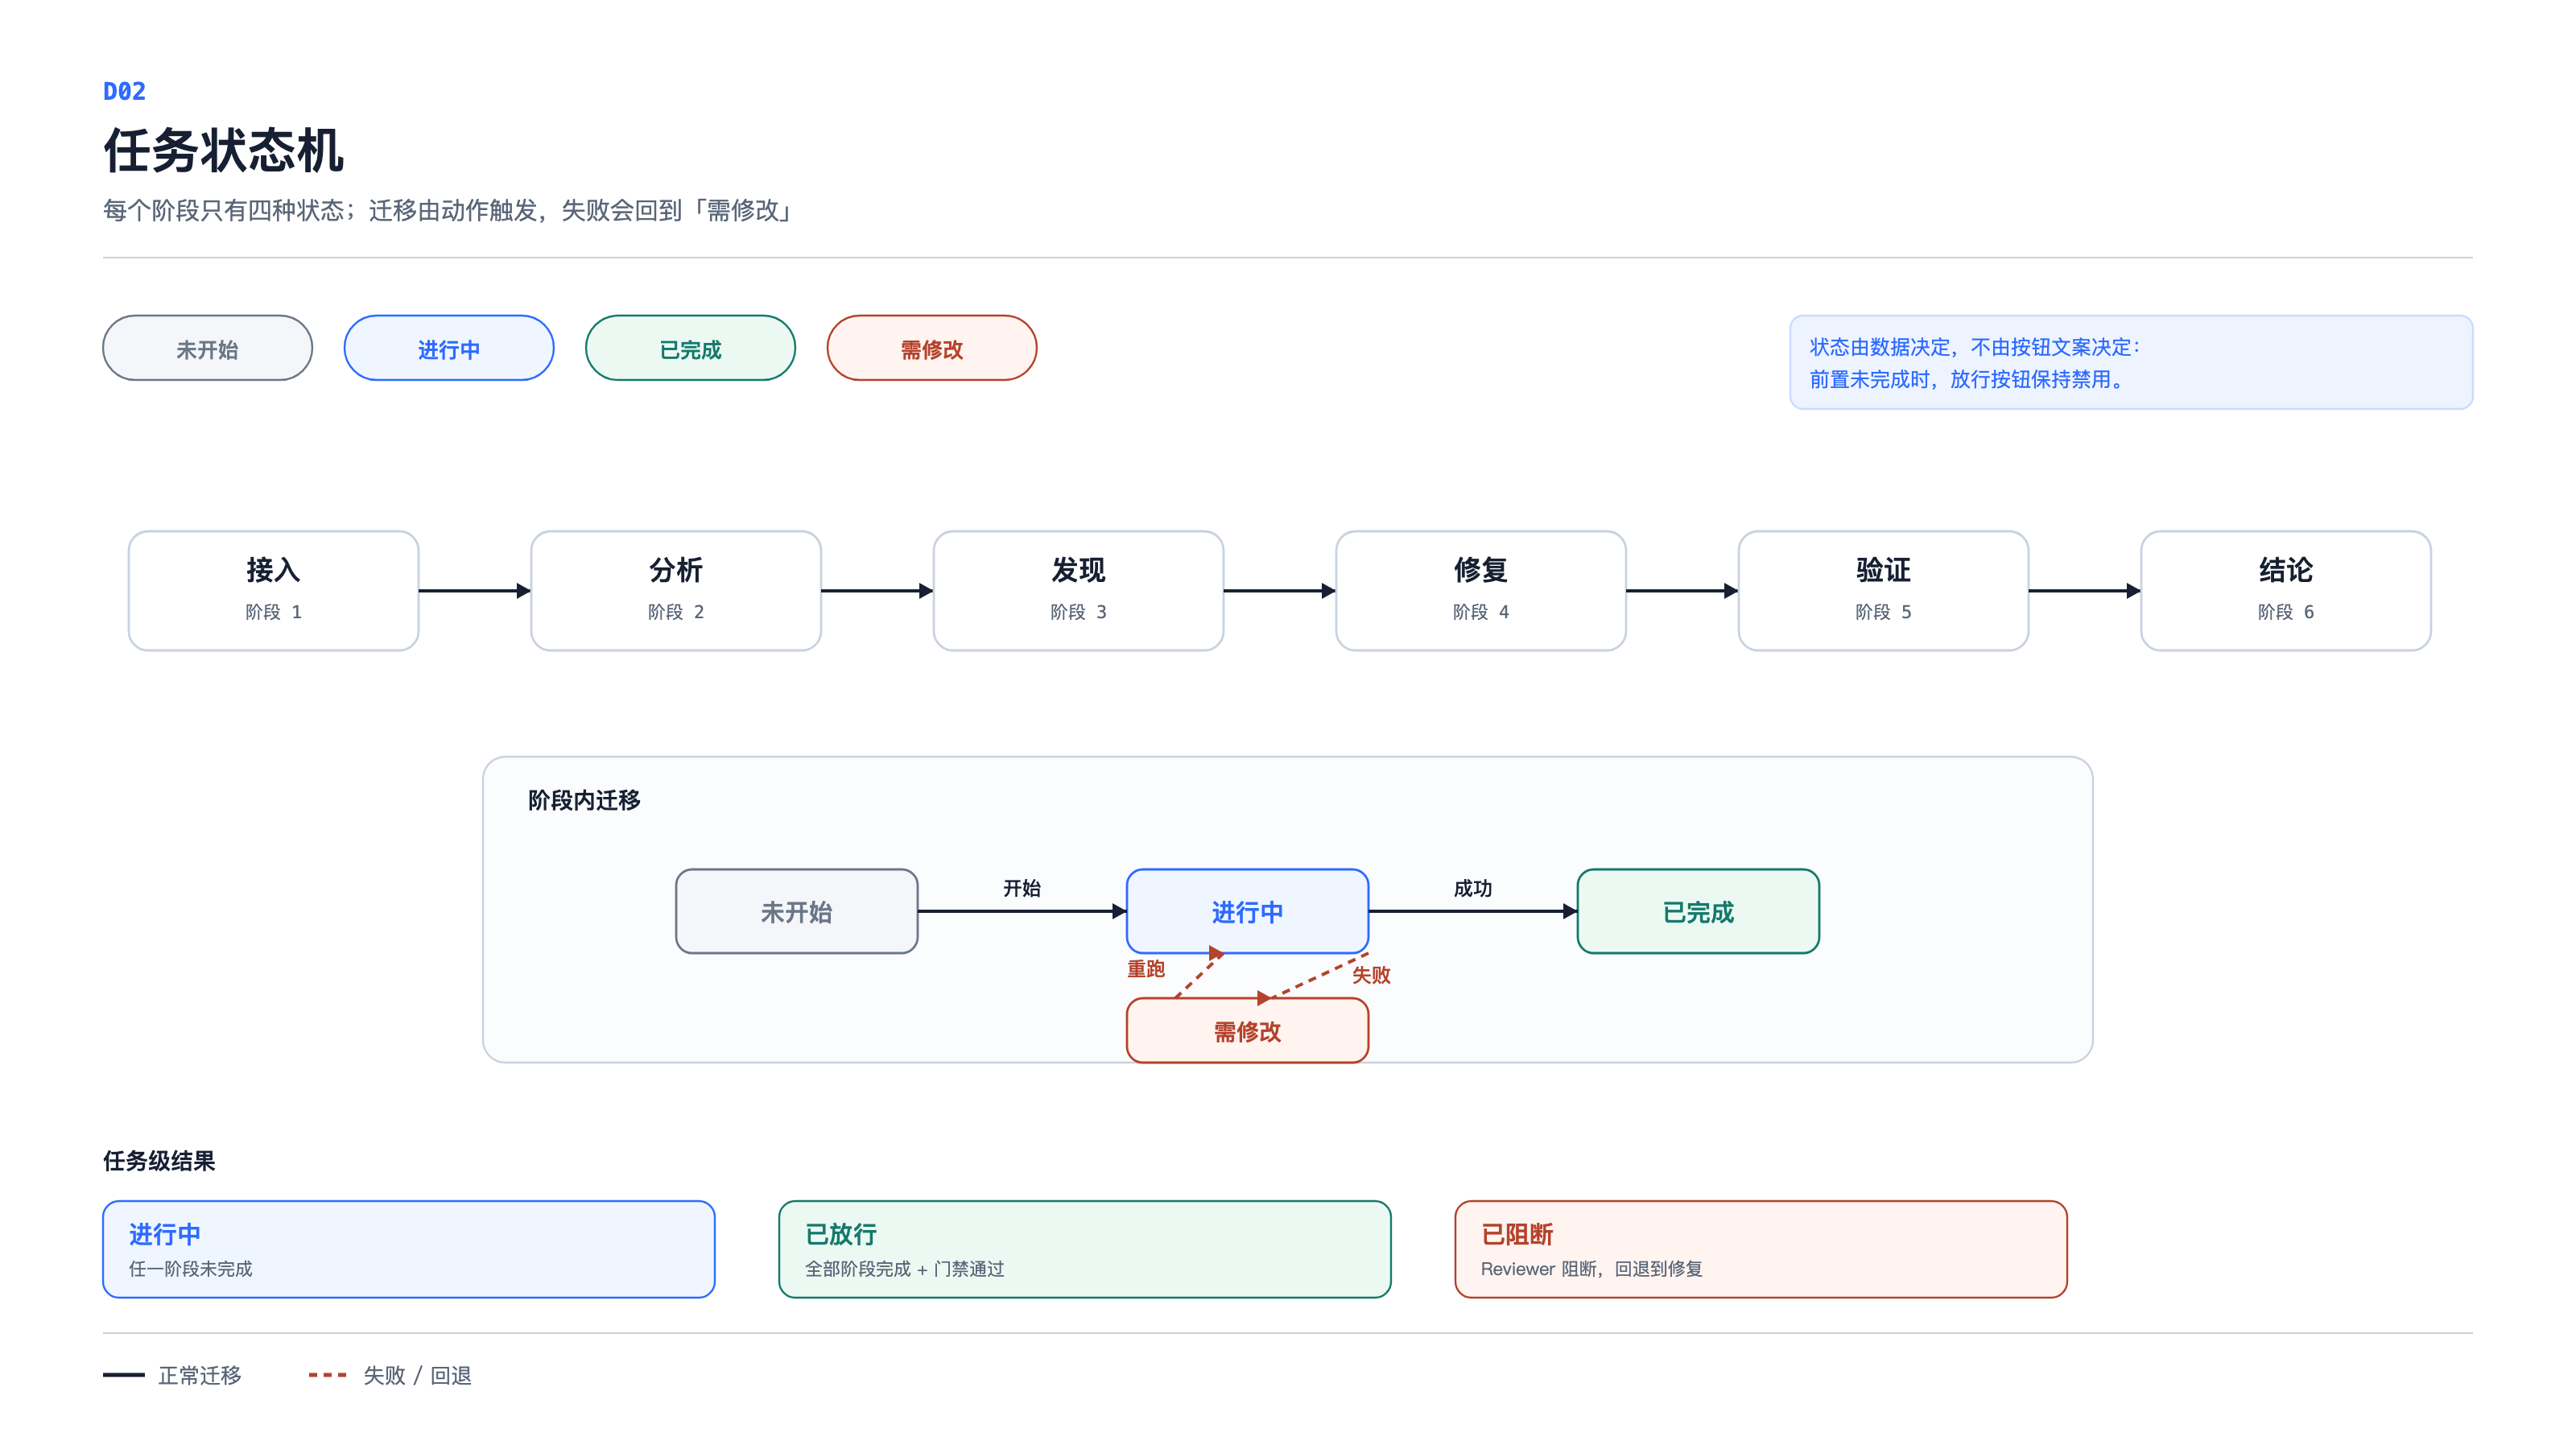 D02
任务状态机
每个阶段只有四种状态；迁移由动作触发，失败会回到「需修改」
未开始
进行中
已完成
需修改
状态由数据决定，不由按钮文案决定：
前置未完成时，放行按钮保持禁用。
接入
阶段 1
分析
阶段 2
发现
阶段 3
修复
阶段 4
验证
阶段 5
结论
阶段 6
阶段内迁移
未开始
开始
进行中
成功
已完成
重跑
失败
需修改
任务级结果
进行中
任一阶段未完成
已放行
全部阶段完成 + 门禁通过
已阻断
Reviewer 阻断，回退到修复
正常迁移
失败 / 回退